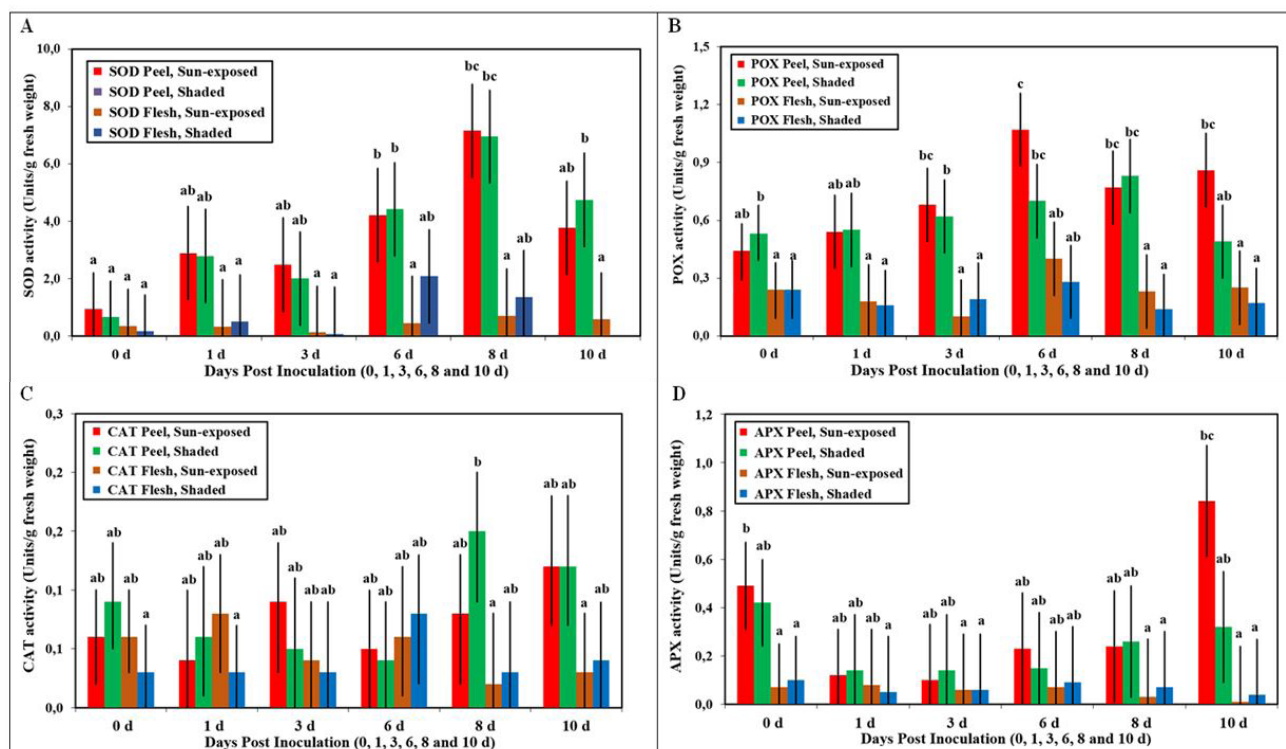 A
SOD activity (Units/g fresh weight)
10,0
8,0
6,0
4,0
2,0
0,0
SOD Peel, Sun-exposed
SOD Peel, Shaded
SOD Flesh, Sun-exposed
SOD Flesh, Shaded
a a a a
ab ab a a
ab ab a a
b b a ab
bc bc a ab
ab b a
0 d 1 d 3 d 6 d 8 d 10 d
Days Post Inoculation (0, 1, 3, 6, 8 and 10 d)
B
POX activity (Units/g fresh weight)
1,5
1,2
0,9
0,6
0,3
0,0
POX Peel, Sun-exposed
POX Peel, Shaded
POX Flesh, Sun-exposed
POX Flesh, Shaded
ab b a a
ab ab a a
bc b a a
c bc ab ab
bc bc a a
bc ab a a
0 d 1 d 3 d 6 d 8 d 10 d
Days Post Inoculation (0, 1, 3, 6, 8 and 10 d)
C
CAT activity (Units/g fresh weight)
0,3
0,2
0,2
0,1
0,1
0,0
CAT Peel, Sun-exposed
CAT Peel, Shaded
CAT Flesh, Sun-exposed
CAT Flesh, Shaded
ab ab ab a
ab ab ab a
ab ab ab ab
ab ab ab ab
ab b a ab
ab ab a ab
0 d 1 d 3 d 6 d 8 d 10 d
Days Post Inoculation (0, 1, 3, 6, 8 and 10 d)
D
APX activity (Units/g fresh weight)
1,2
1,0
0,8
0,6
0,4
0,2
0,0
APX Peel, Sun-exposed
APX Peel, Shaded
APX Flesh, Sun-exposed
APX Flesh, Shaded
b ab a a
ab ab ab a
ab ab a a
ab ab ab ab
ab ab a a
bc ab a a
0 d 1 d 3 d 6 d 8 d 10 d
Days Post Inoculation (0, 1, 3, 6, 8 and 10 d)